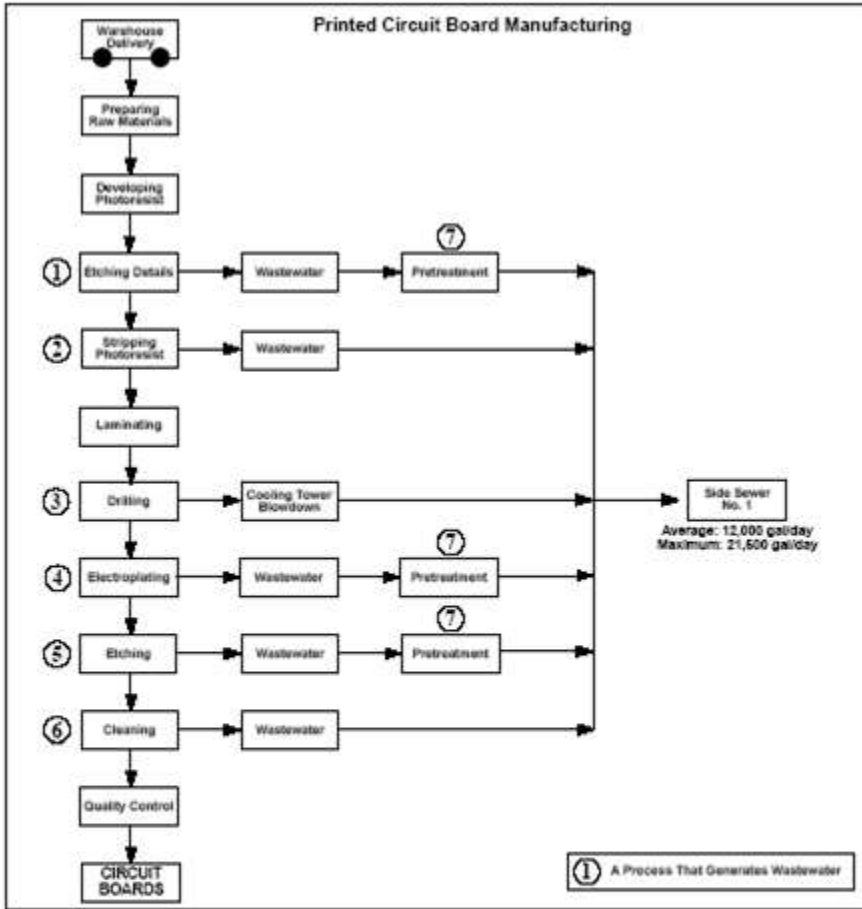 Printed Circuit Board Manufacturing
Warehouse
Delivery
Preparing
Raw Materials
Developing
Photoresist
7
1
Etching Details
Wastewater
Pretreatment
2
Stripping
Photoresist
Wastewater
Laminating
3
Drilling
Cooling Tower
Blowdown
Side Sewer
No. 1
Average: 12,000 gal/day
Maximum: 21,500 gal/day
7
4
Electroplating
Wastewater
Pretreatment
7
5
Etching
Wastewater
Pretreatment
6
Cleaning
Wastewater
Quality Control
CIRCUIT
BOARDS
1 A Process That Generates Wastewater